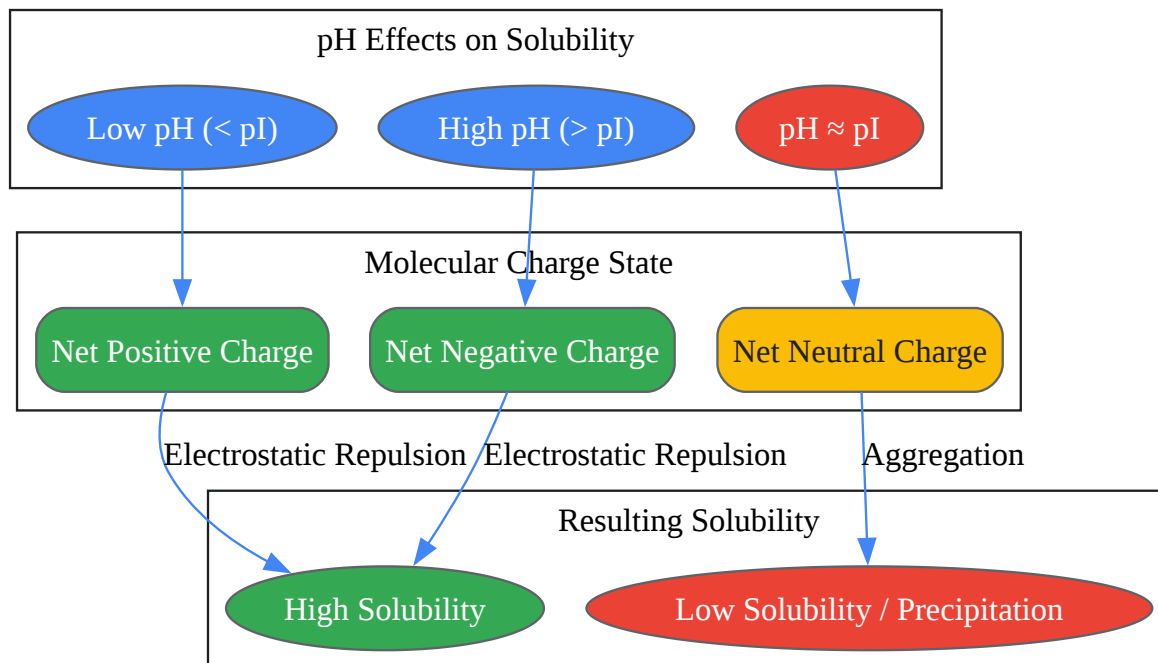 pH Effects on Solubility
Low pH (< pI)
High pH (> pI)
pH ≈ pI
Molecular Charge State
Net Positive Charge
Net Negative Charge
Net Neutral Charge
Electrostatic Repulsion
Electrostatic Repulsion
Aggregation
Resulting Solubility
High Solubility
Low Solubility / Precipitation